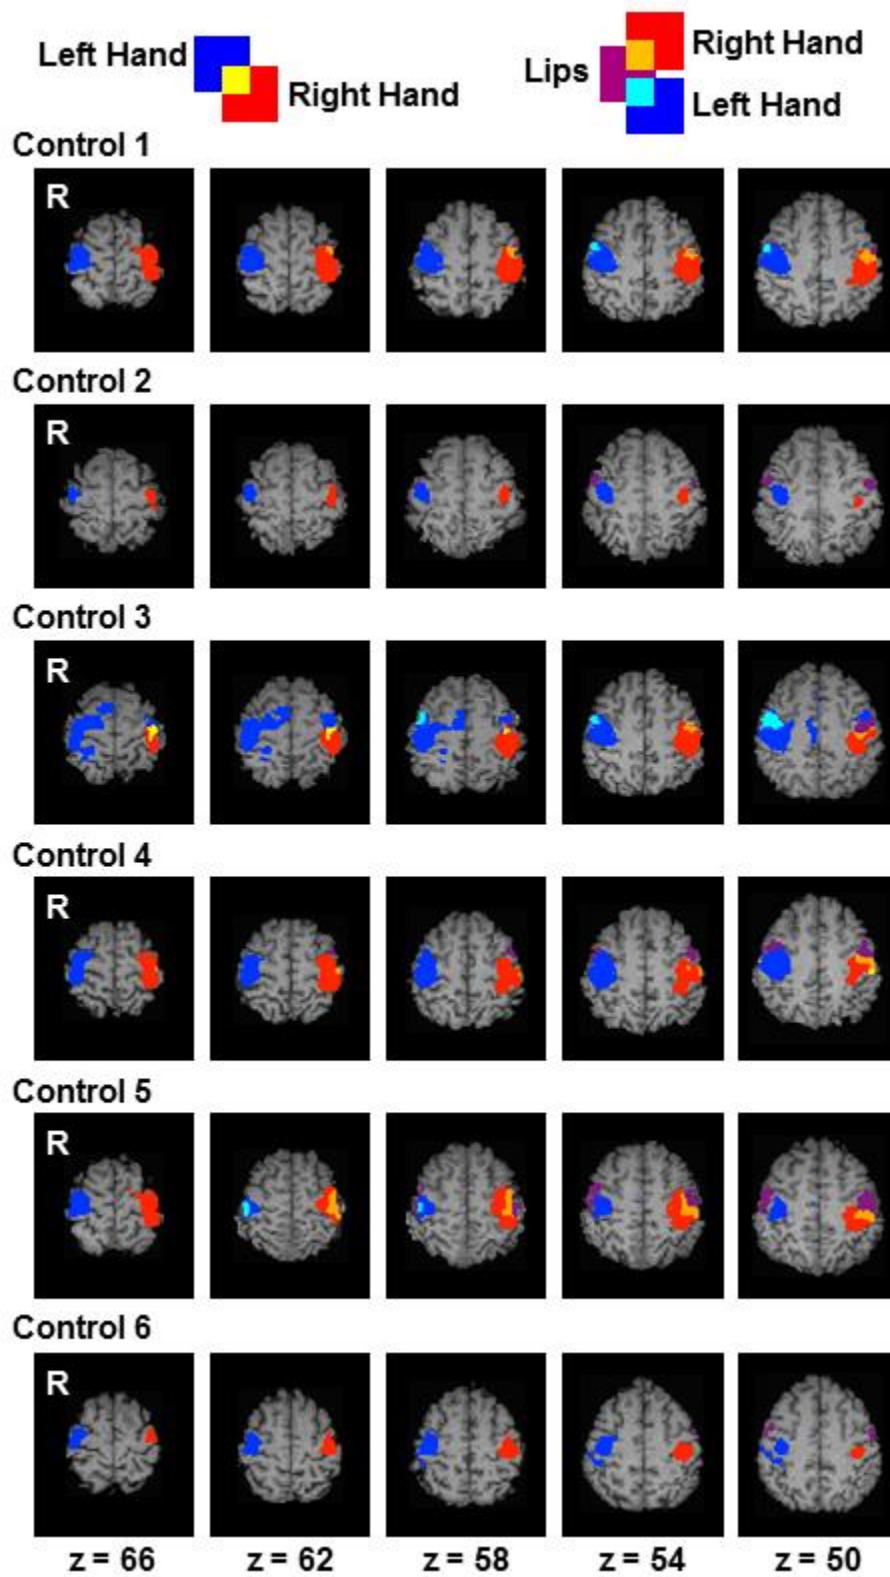 Left Hand
Right Hand
Lips
Right Hand
Left Hand
Control 1
R
Control 2
R
Control 3
R
Control 4
R
Control 5
R
Control 6
R
z = 66 z = 62 z = 58 z = 54 z = 50